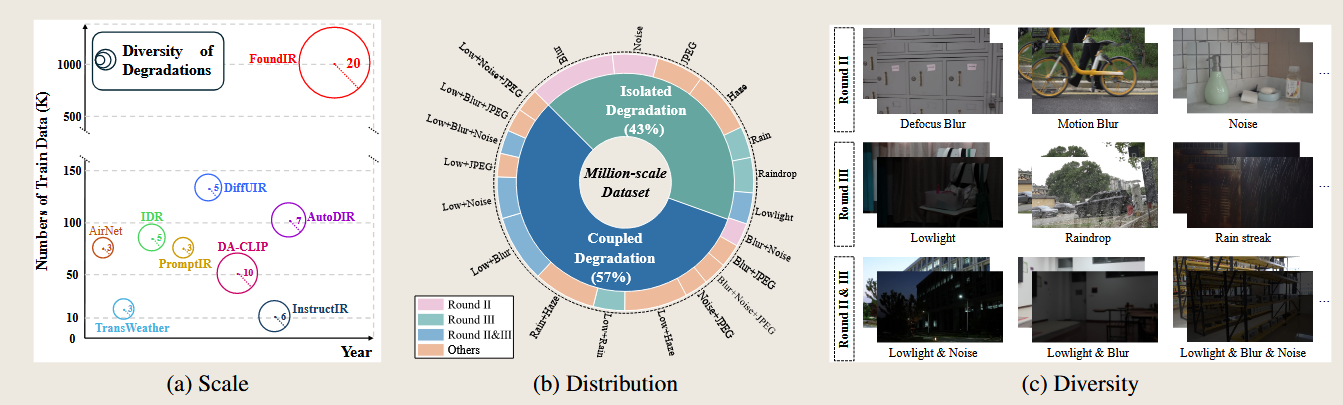 Numbers of Train Data (K)
1000
500
150
100
50
10
0
Diversity of
Degradations
FoundIR
20
DiffUIR
5
AutoDIR
7
IDR
5
AirNet
3
PromptIR
3
DA-CLIP
10
InstructIR
6
TransWeather
3
Year
(a) Scale
Isolated
Degradation
(43%)
Million-scale
Dataset
Coupled
Degradation
(57%)
Blur
Noise
JPEG
Haze
Rain
Raindrop
Lowlight
Blur+Noise
Blur+JPEG
Blur+Noise+JPEG
Noise+JPEG
Low+Haze
Low+Rain
Rain+Haze
Low+Blur
Low+Noise
Low+JPEG
Low+Blur+Noise
Low+Blur+JPEG
Low+Noise+JPEG
Round II
Round III
Round II&III
Others
(b) Distribution
Round II
Defocus Blur
Motion Blur
Noise
...
Round III
Lowlight
Raindrop
Rain streak
...
Round II & III
Lowlight & Noise
Lowlight & Blur
Lowlight & Blur & Noise
...
(c) Diversity